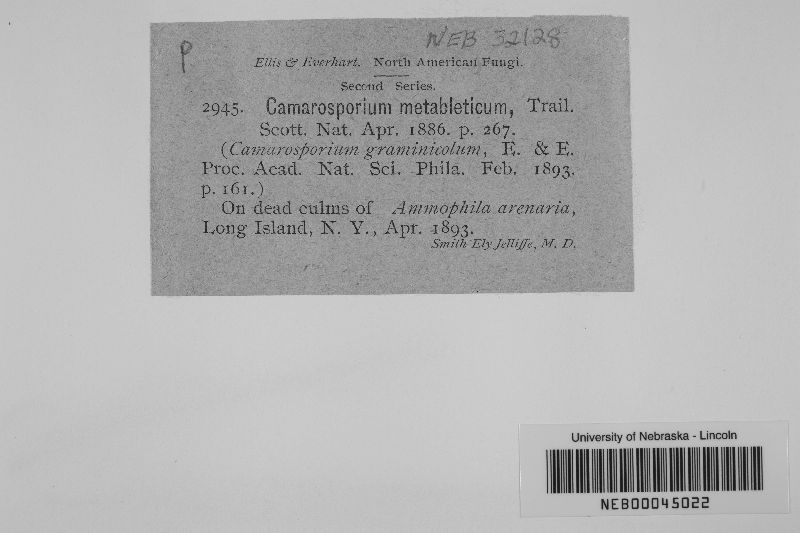 P
NEB 32128
Ellis & Everhart. North American Fungi.
Second Series.
2945. Camarosporium metableticum, Trail.
Scott. Nat. Apr. 1886. p. 267.
(Camarosporium graminicolum, E. & E.
Proc. Acad. Nat. Sci. Phila. Feb. 1893.
p. 161.)
On dead culms of Ammophila arenaria,
Long Island, N. Y., Apr. 1893.
Smith Ely Jelliffe, M. D.
University of Nebraska - Lincoln
NEB00045022